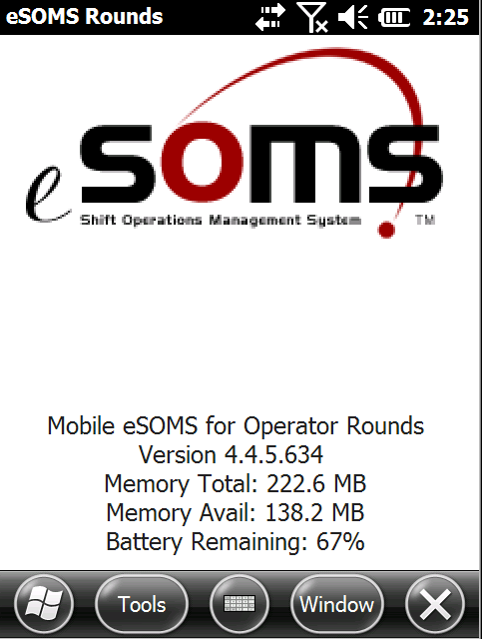 eSOMS Rounds 2:25
eSOMS
Shift Operations Management System TM
Mobile eSOMS for Operator Rounds
Version 4.4.5.634
Memory Total: 222.6 MB
Memory Avail: 138.2 MB
Battery Remaining: 67%
Tools Window